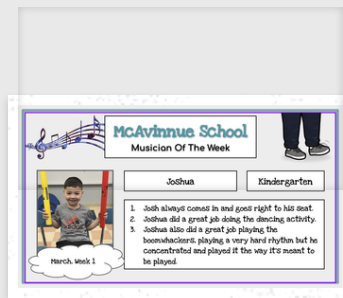 McAvinnue School
Musician Of The Week
Joshua
Kindergarten
1. Josh always comes in and goes right to his seat.
2. Joshua did a great job doing the dancing activity.
3. Joshua also did a great job playing the
boomwhackers, playing a very hard rhythm but he
concentrated and played it the way it's meant to
be played.
March, Week 1